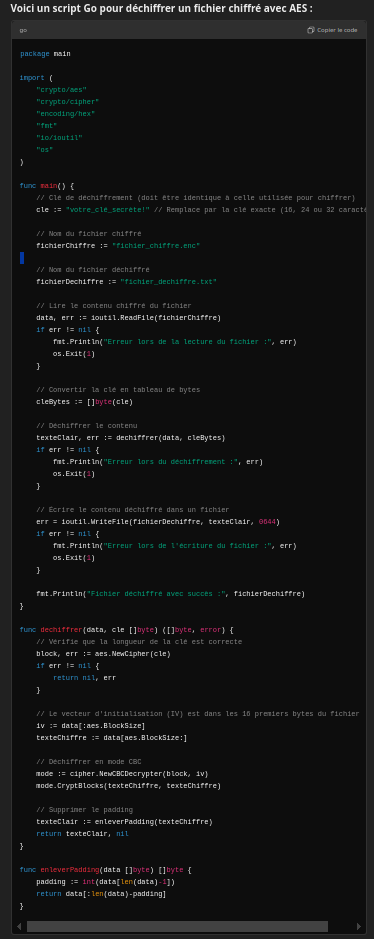 Voici un script Go pour déchiffrer un fichier chiffré avec AES :
go
Copier le code
package main
import (
"crypto/aes"
"crypto/cipher"
"encoding/hex"
"fmt"
"io/ioutil"
"os"
)
func main() {
// Clé de déchiffrement (doit être identique à celle utilisée pour chiffrer)
cle := "votre_clé_secrète!" // Remplace par la clé exacte (16, 24 ou 32 caractè
// Nom du fichier chiffré
fichierChiffre := "fichier_chiffre.enc"
// Nom du fichier déchiffré
fichierDechiffre := "fichier_dechiffre.txt"
// Lire le contenu chiffré du fichier
data, err := ioutil.ReadFile(fichierChiffre)
if err != nil {
fmt.Println("Erreur lors de la lecture du fichier :", err)
os.Exit(1)
}
// Convertir la clé en tableau de bytes
cleBytes := []byte(cle)
// Déchiffrer le contenu
texteClair, err := dechiffrer(data, cleBytes)
if err != nil {
fmt.Println("Erreur lors du déchiffrement :", err)
os.Exit(1)
}
// Écrire le contenu déchiffré dans un fichier
err = ioutil.WriteFile(fichierDechiffre, texteClair, 0644)
if err != nil {
fmt.Println("Erreur lors de l'écriture du fichier :", err)
os.Exit(1)
}
fmt.Println("Fichier déchiffré avec succès :", fichierDechiffre)
}
func dechiffrer(data, cle []byte) ([]byte, error) {
// Vérifie que la longueur de la clé est correcte
block, err := aes.NewCipher(cle)
if err != nil {
return nil, err
}
// Le vecteur d'initialisation (IV) est dans les 16 premiers bytes du fichier
iv := data[:aes.BlockSize]
texteChiffre := data[aes.BlockSize:]
// Déchiffrer en mode CBC
mode := cipher.NewCBCDecrypter(block, iv)
mode.CryptBlocks(texteChiffre, texteChiffre)
// Supprimer le padding
texteClair := enleverPadding(texteChiffre)
return texteClair, nil
}
func enleverPadding(data []byte) []byte {
padding := int(data[len(data)-1])
return data[:len(data)-padding]
}